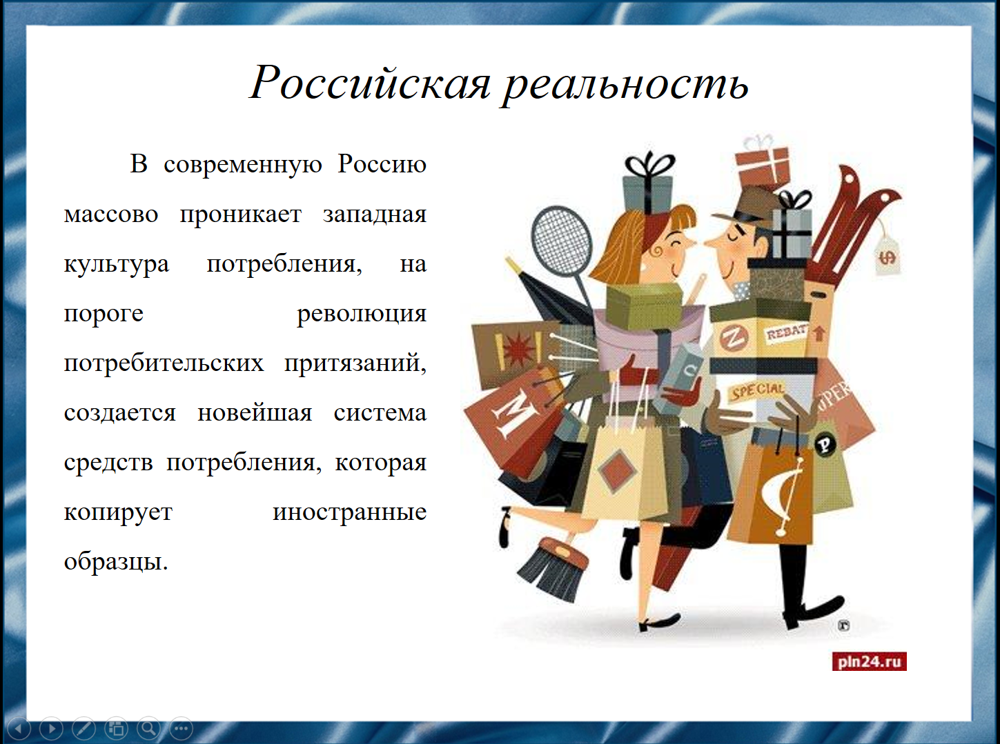 Российская реальность
В современную Россию
массово проникает западная
культура потребления, на
пороге революция
потребительских притязаний,
создается новейшая система
средств потребления, которая
копирует иностранные
образцы.
$
Z
REBAT
SPECIAL
UPER
M
P
r
pln24.ru